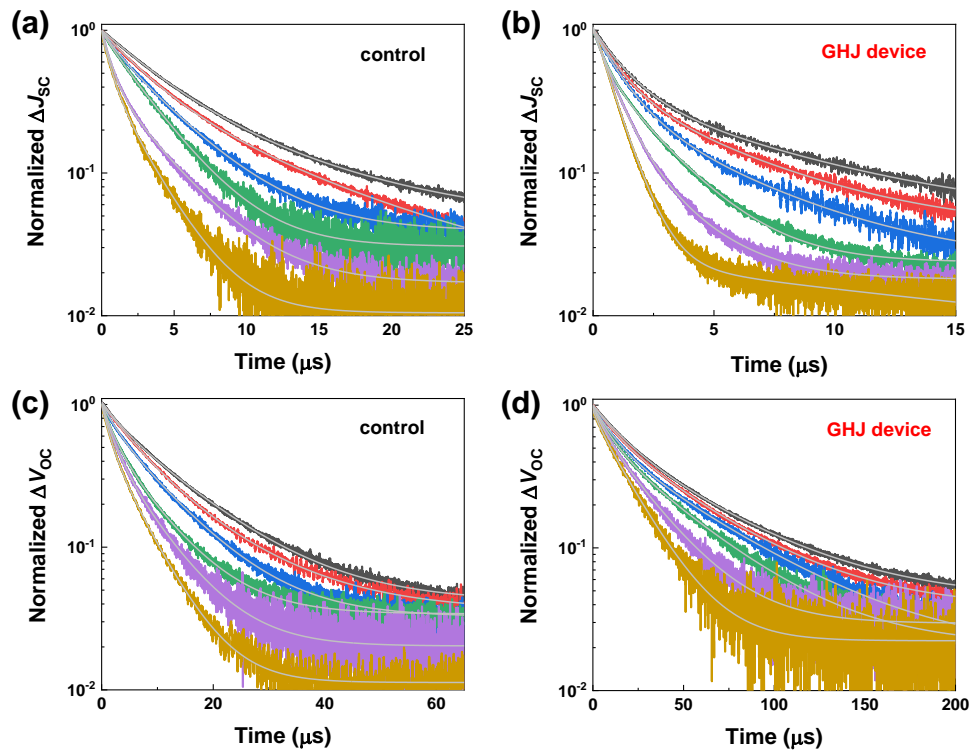 (a)
control
Normalized ΔJSC
10⁰
10⁻¹
10⁻²
0 5 10 15 20 25
Time (μs)
(b)
GHJ device
Normalized ΔJSC
10⁰
10⁻¹
10⁻²
0 5 10 15
Time (μs)
(c)
control
Normalized ΔVOC
10⁰
10⁻¹
10⁻²
0 20 40 60
Time (μs)
(d)
GHJ device
Normalized ΔVOC
10⁰
10⁻¹
10⁻²
0 50 100 150 200
Time (μs)